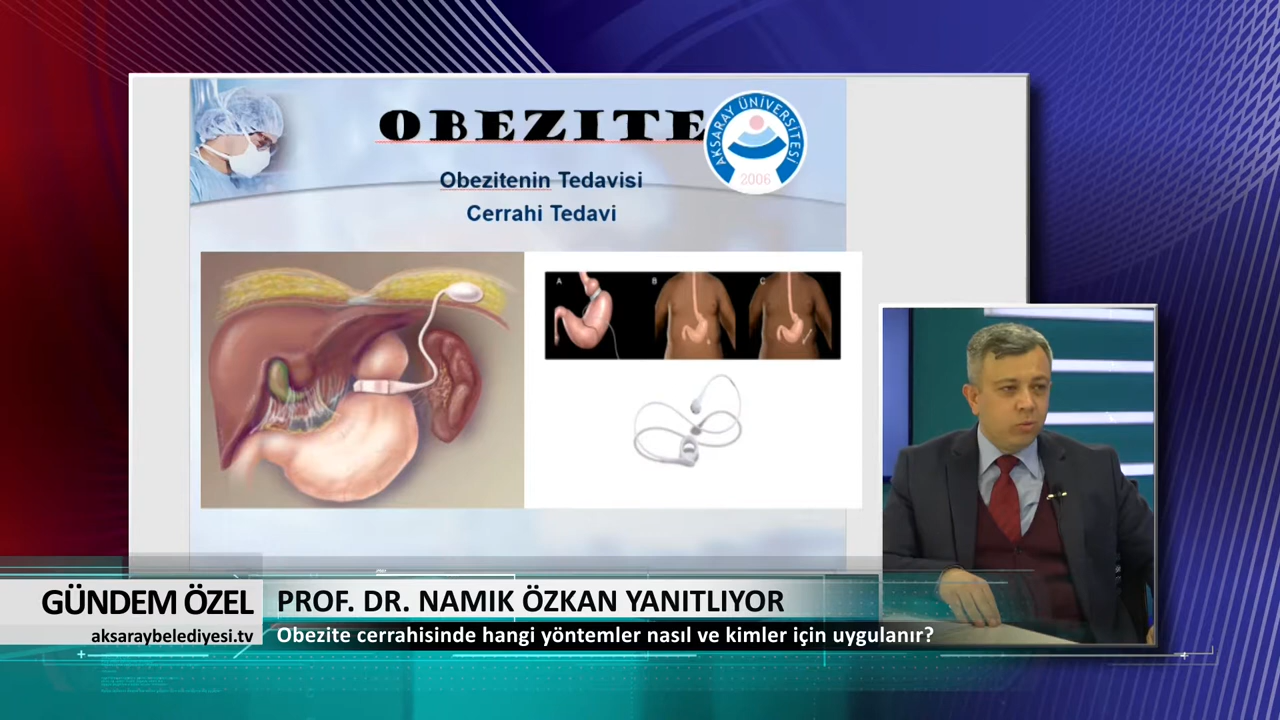 OBEZITE
AKSARAY ÜNİVERSİTESİ
2006
Obezitenin Tedavisi
Cerrahi Tedavi
A
B
C
GÜNDEM ÖZEL
aksaraybelediyesi.tv
PROF. DR. NAMIK ÖZKAN YANITLIYOR
Obezite cerrahisinde hangi yöntemler nasıl ve kimler için uygulanır?